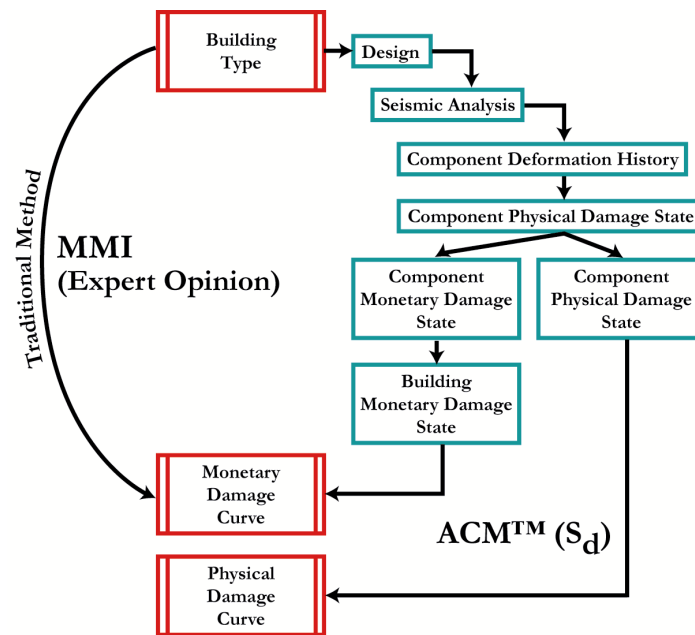 Building
Type
Design
Seismic Analysis
Component Deformation History
Component Physical Damage State
Traditional Method
MMI
(Expert Opinion)
Component
Monetary Damage
State
Component
Physical Damage
State
Building
Monetary Damage
State
Monetary
Damage
Curve
ACM™ (Sd)
Physical
Damage
Curve